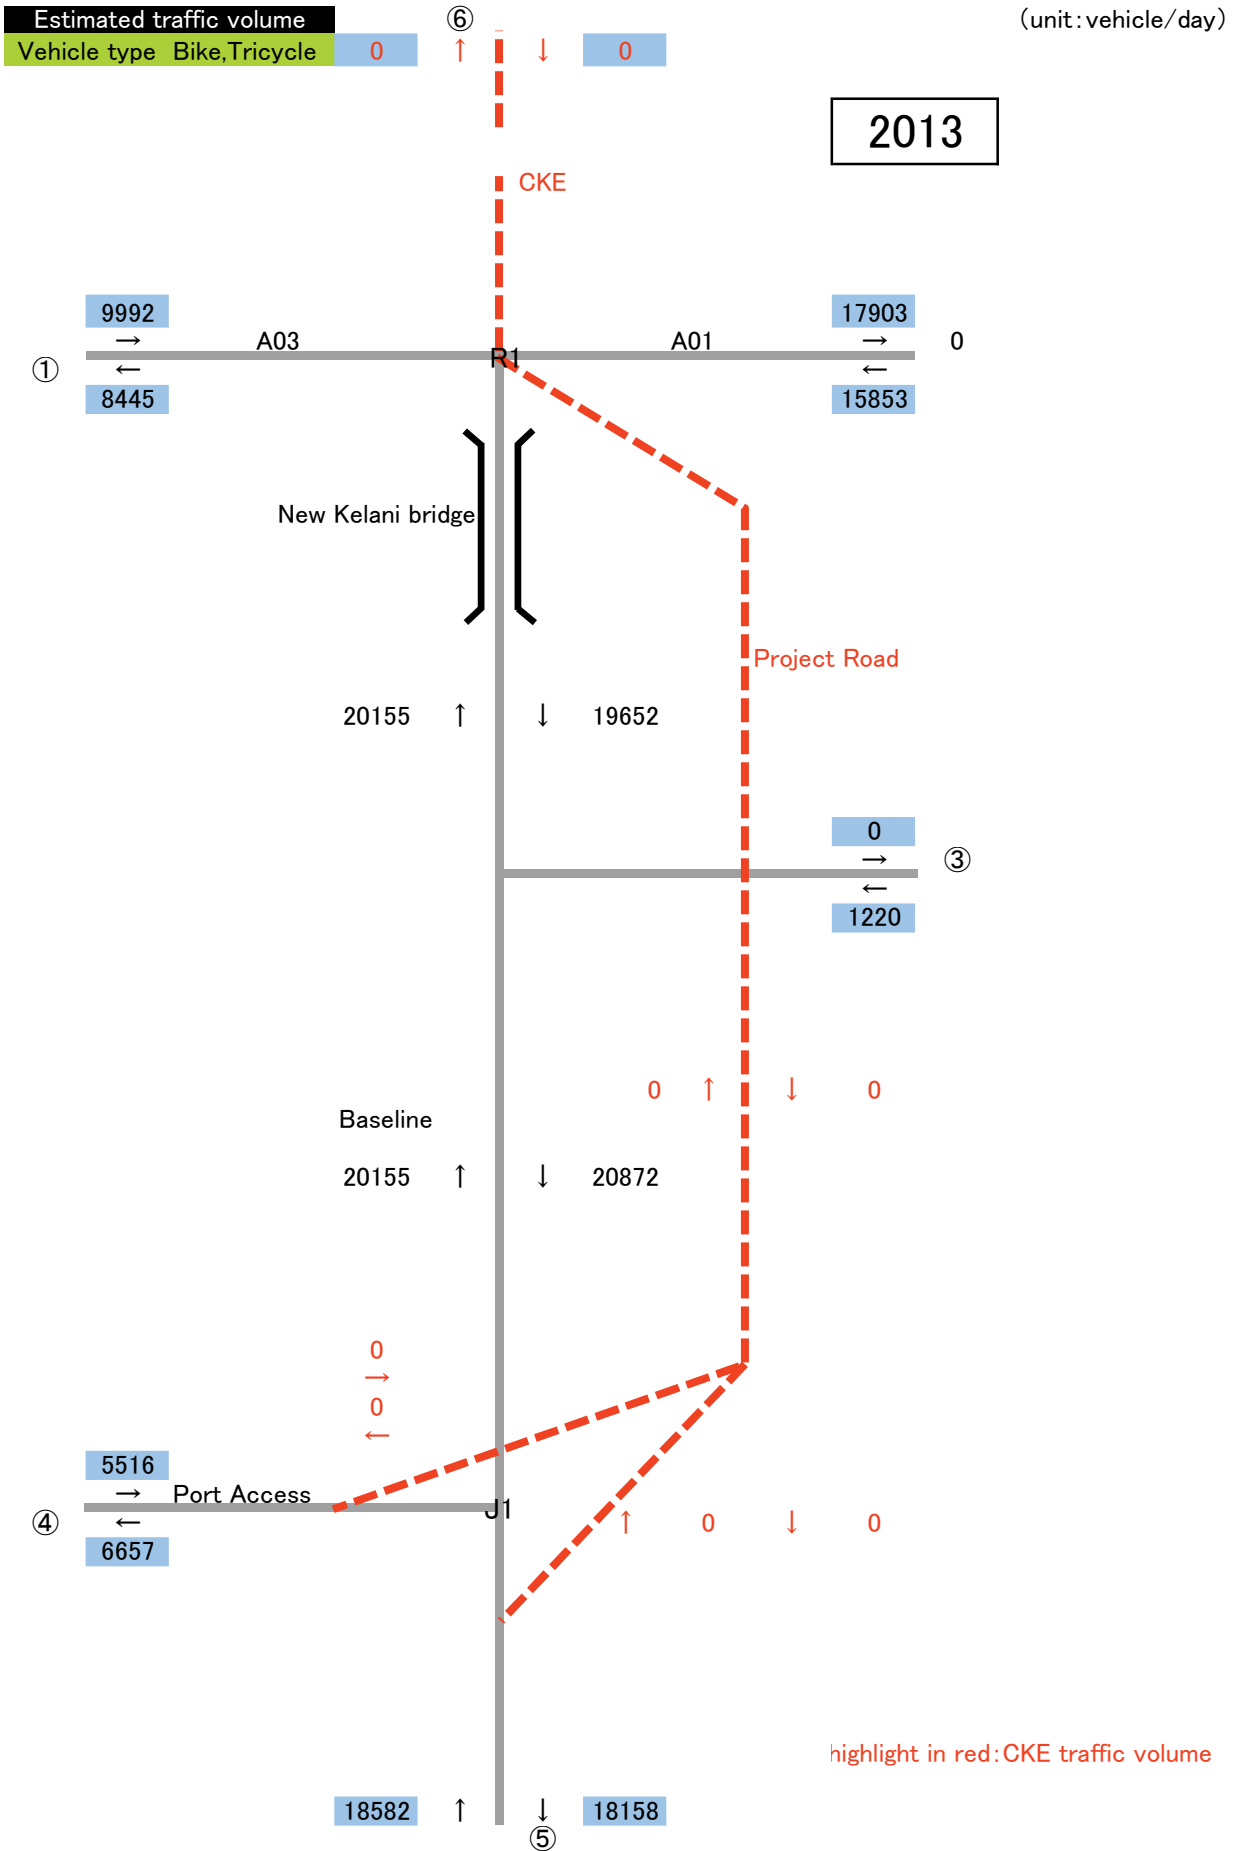 Estimated traffic volume ⑥ (unit:vehicle/day)
Vehicle type Bike,Tricycle 0 ↑ ↓ 0
2013
CKE
9992 17903
→ A03 A01 → 0
R1
① ← ←
8445 15853
New Kelani bridge
Project Road
20155 ↑ ↓ 19652
0
→ ③
←
1220
0 ↑ ↓ 0
Baseline
20155 ↑ ↓ 20872
0
→
0
←
5516
→ Port Access
J1
④ ← ↑ 0 ↓ 0
6657
highlight in red:CKE traffic volume
18582 ↑ ↓ 18158
⑤